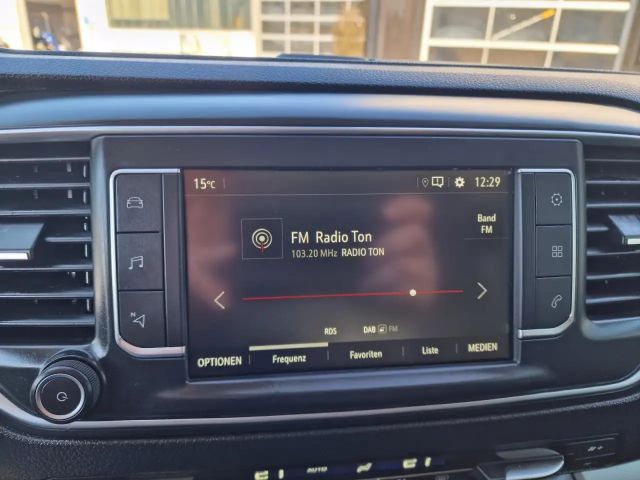 15°C 12:29
FM Radio Ton
103.20 MHz RADIO TON
Band
FM
N
RDS DAB FM
OPTIONEN Frequenz Favoriten Liste MEDIEN
AUTO